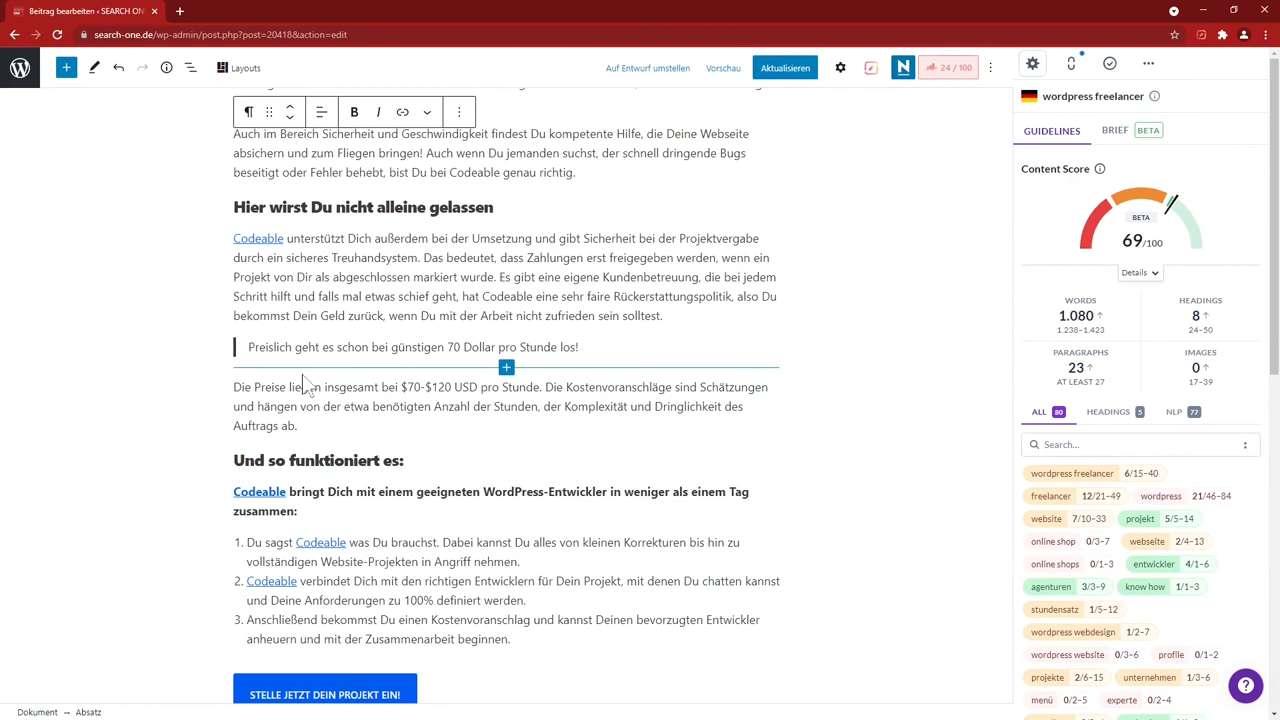 Beitrag bearbeiten ‹ SEARCH ON
search-one.de/wp-admin/post.php?post=20418&action=edit
Layouts
Auf Entwurf umstellen
Vorschau
Aktualisieren
24 / 100
Auch im Bereich Sicherheit und Geschwindigkeit findest Du kompetente Hilfe, die Deine Webseite
absichern und zum Fliegen bringen! Auch wenn Du jemanden suchst, der schnell dringende Bugs
beseitigt oder Fehler behebt, bist Du bei Codeable genau richtig.
Hier wirst Du nicht alleine gelassen
Codeable unterstützt Dich außerdem bei der Umsetzung und gibt Sicherheit bei der Projektvergabe
durch ein sicheres Treuhandsystem. Das bedeutet, dass Zahlungen erst freigegeben werden, wenn ein
Projekt von Dir als abgeschlossen markiert wurde. Es gibt eine eigene Kundenbetreuung, die bei jedem
Schritt hilft und falls mal etwas schief geht, hat Codeable eine sehr faire Rückerstattungspolitik, also Du
bekommst Dein Geld zurück, wenn Du mit der Arbeit nicht zufrieden sein solltest.
Preislich geht es schon bei günstigen 70 Dollar pro Stunde los!
Die Preise liegen insgesamt bei $70-$120 USD pro Stunde. Die Kostenvoranschläge sind Schätzungen
und hängen von der etwa benötigten Anzahl der Stunden, der Komplexität und Dringlichkeit des
Auftrags ab.
Und so funktioniert es:
Codeable bringt Dich mit einem geeigneten WordPress-Entwickler in weniger als einem Tag
zusammen:
1. Du sagst Codeable was Du brauchst. Dabei kannst Du alles von kleinen Korrekturen bis hin zu
vollständigen Website-Projekten in Angriff nehmen.
2. Codeable verbindet Dich mit den richtigen Entwicklern für Dein Projekt, mit denen Du chatten kannst
und Deine Anforderungen zu 100% definiert werden.
3. Anschließend bekommst Du einen Kostenvoranschlag und kannst Deinen bevorzugten Entwickler
anheuern und mit der Zusammenarbeit beginnen.
STELLE JETZT DEIN PROJEKT EIN!
Dokument → Absatz
wordpress freelancer
GUIDELINES
BRIEF BETA
Content Score
BETA
69/100
Details
WORDS HEADINGS
1.080 ↑ 8 ↑
1.238–1.423 24–50
PARAGRAPHS IMAGES
23 ↑ 0 ↑
AT LEAST 27 17–39
ALL 80 HEADINGS 5 NLP 77
Search...
wordpress freelancer 6/15–40
freelancer 12/21–49 wordpress 21/46–84
website 7/10–33 projekt 5/5–14
online shop 0/3–7 webseite 2/4–13
online shops 0/1–3 entwickler 4/1–6
agenturen 3/3–9 know how 1/1–3
stundensatz 1/5–12
wordpress webdesign 1/2–7
wordpress website 0/3–6 profile 0/1–2
projekte 2/6–15 unternehmen 1/3–6
menü 0/2–5 experte 0/2–4